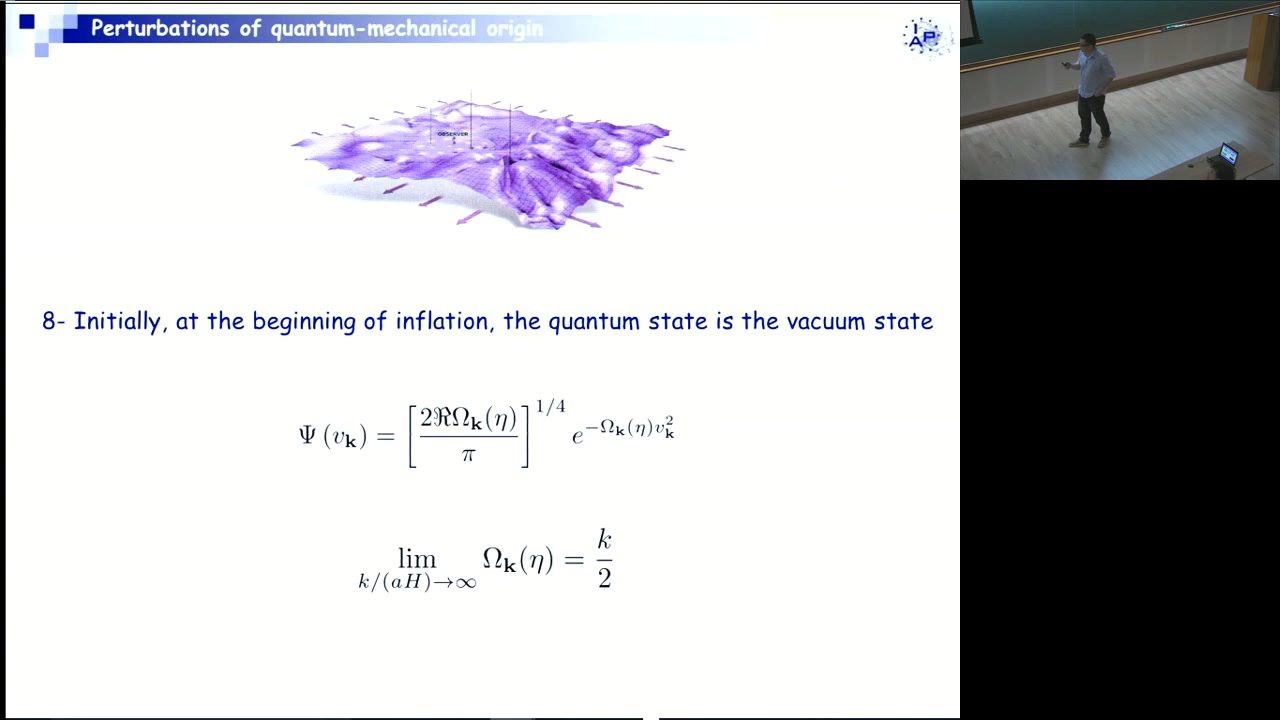 Perturbations of quantum-mechanical origin
IAP
OBSERVER
8- Initially, at the beginning of inflation, the quantum state is the vacuum state
Ψ (v_𝐤) = [2ℜΩ_𝐤(η) / π]^{1/4} e^{−Ω_𝐤(η)v_𝐤^2}
lim_{k/(aH)→∞} Ω_𝐤(η) = k/2